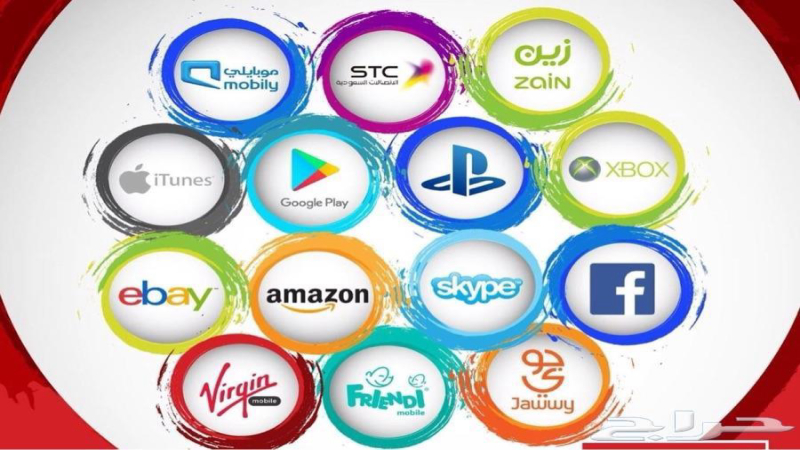 موبايلي
mobily
STC
الاتصالات السعودية
زين
ZAIN
iTunes
Google Play
XBOX
ebay
amazon
skype
f
Virgin
mobile
FRiENDi
mobile
جوي
Jawwy
حراج